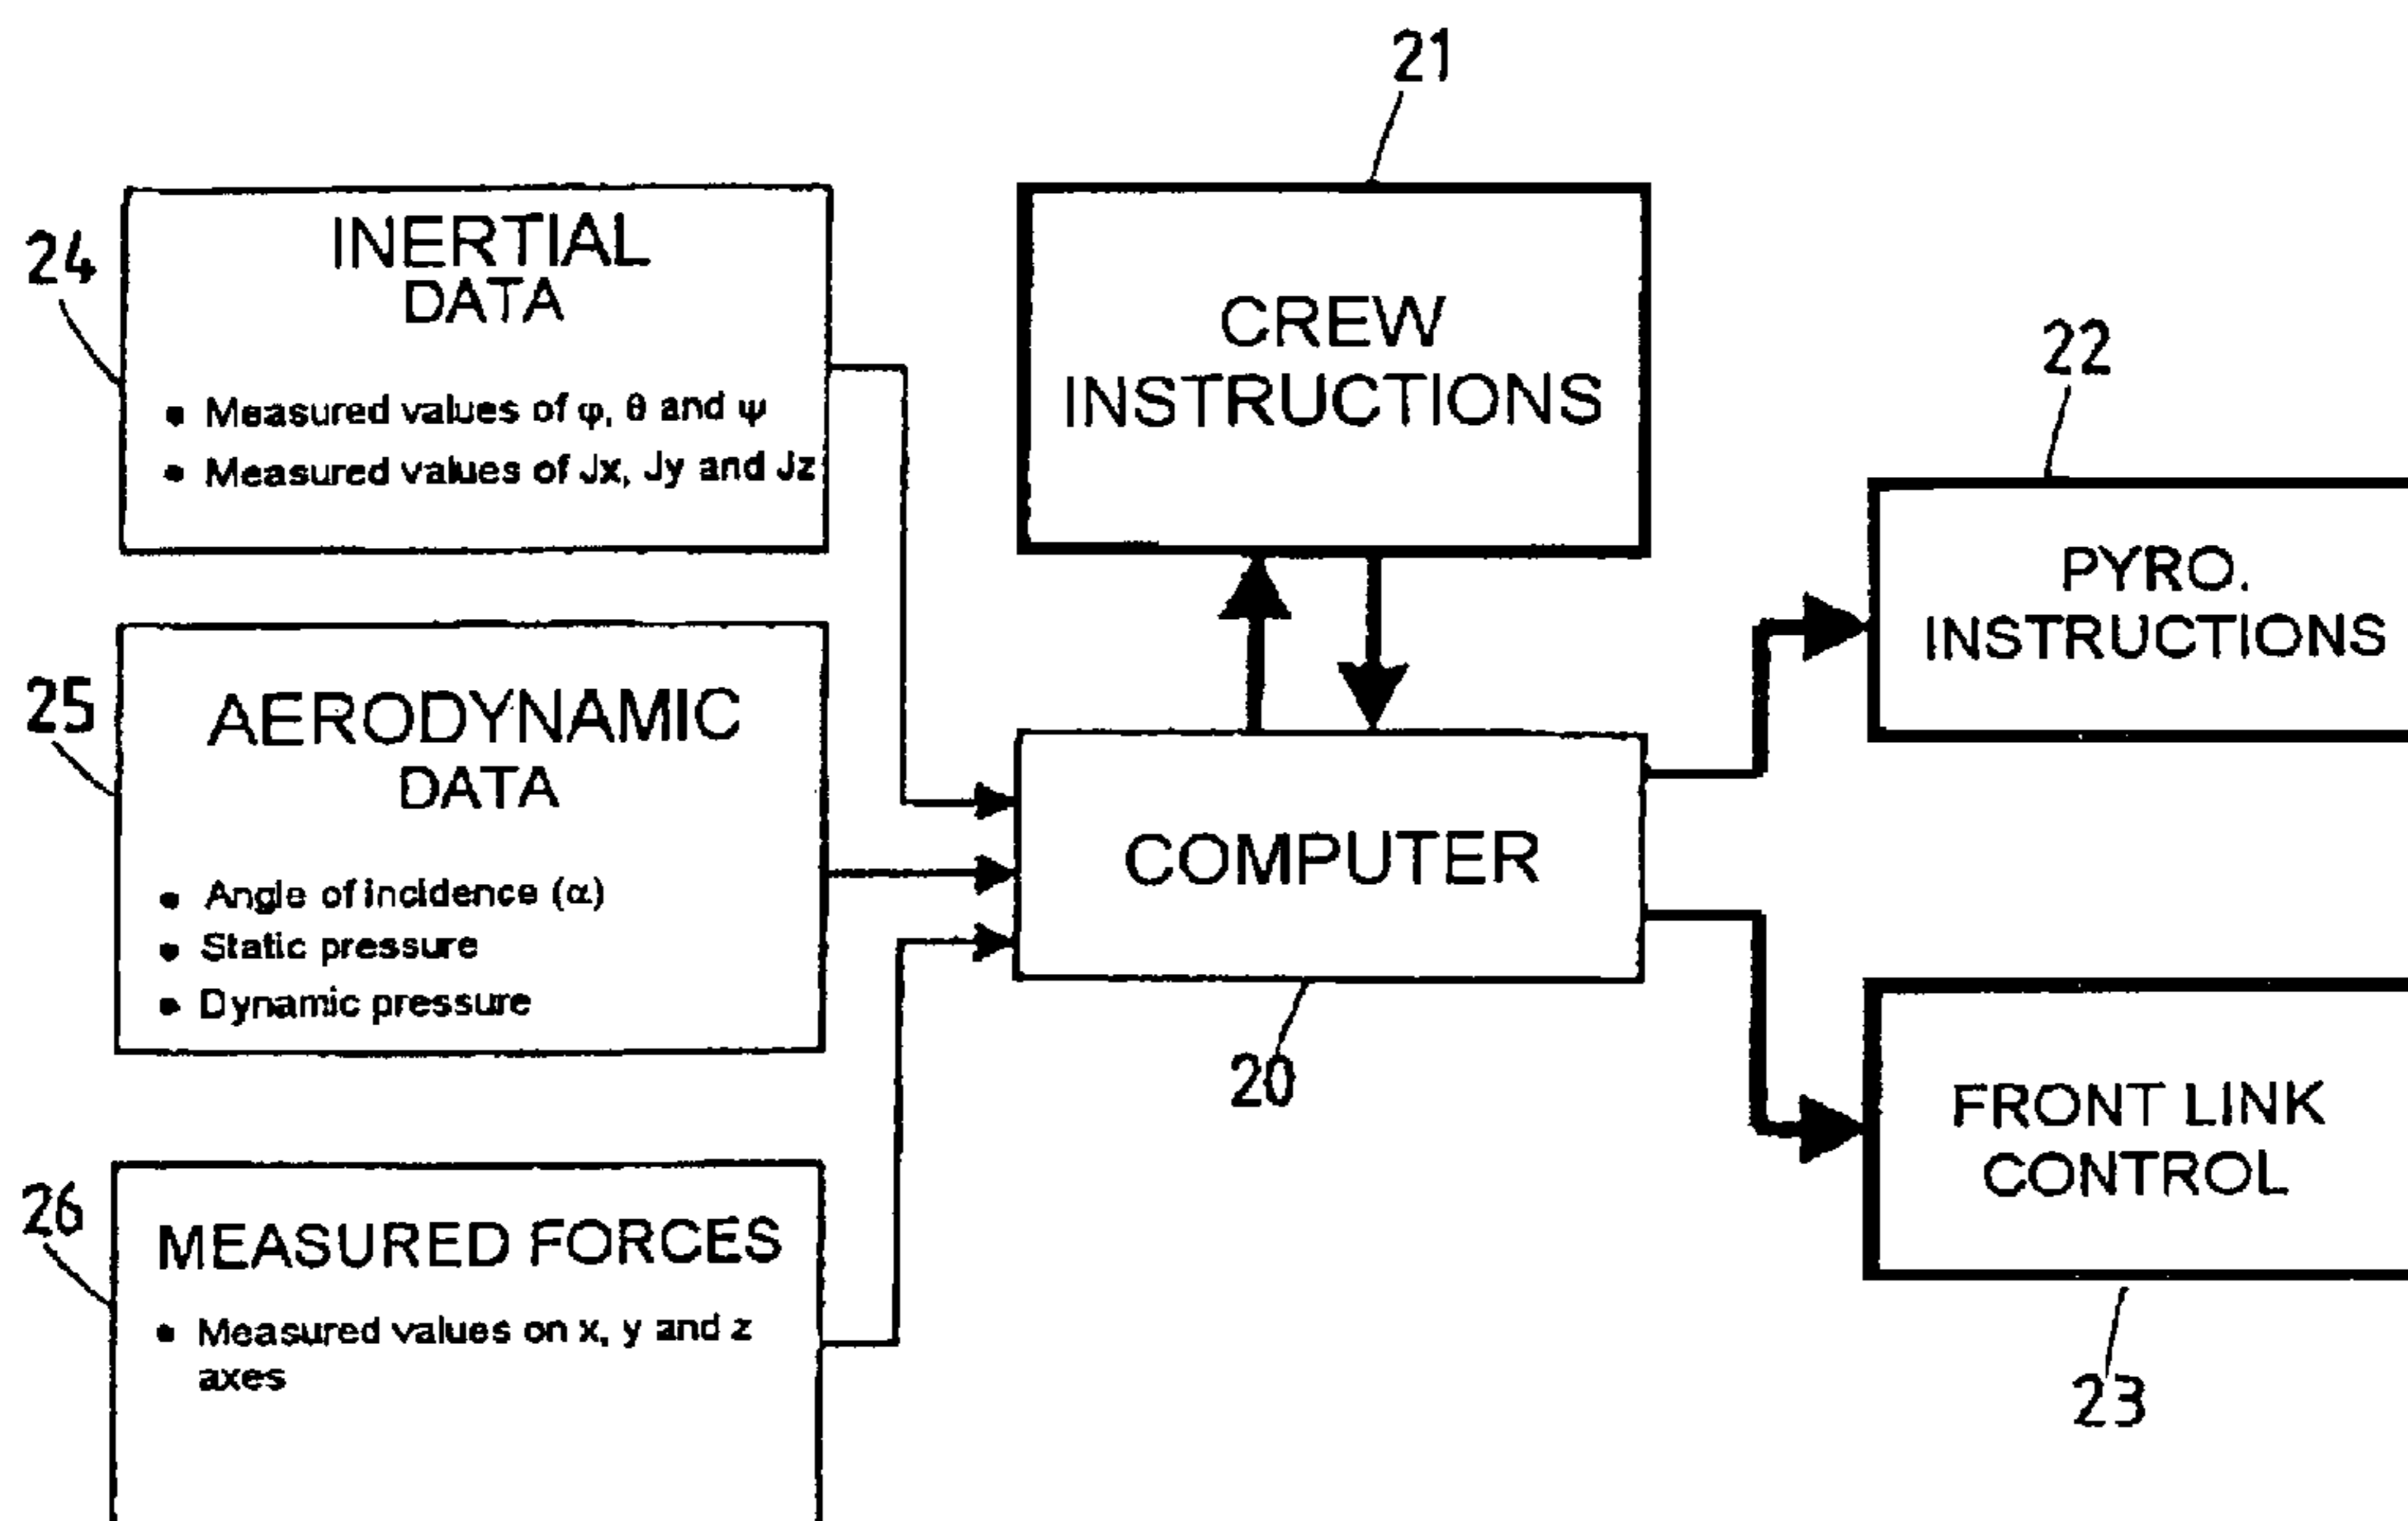 21
24
INERTIAL
DATA
• Measured values of φ, θ and ψ
• Measured values of Jx, Jy and Jz
CREW
INSTRUCTIONS
22
PYRO.
INSTRUCTIONS
25
AERODYNAMIC
DATA
• Angle of incidence (α)
• Static pressure
• Dynamic pressure
COMPUTER
20
FRONT LINK
CONTROL
23
26
MEASURED FORCES
• Measured values on x, y and z
axes